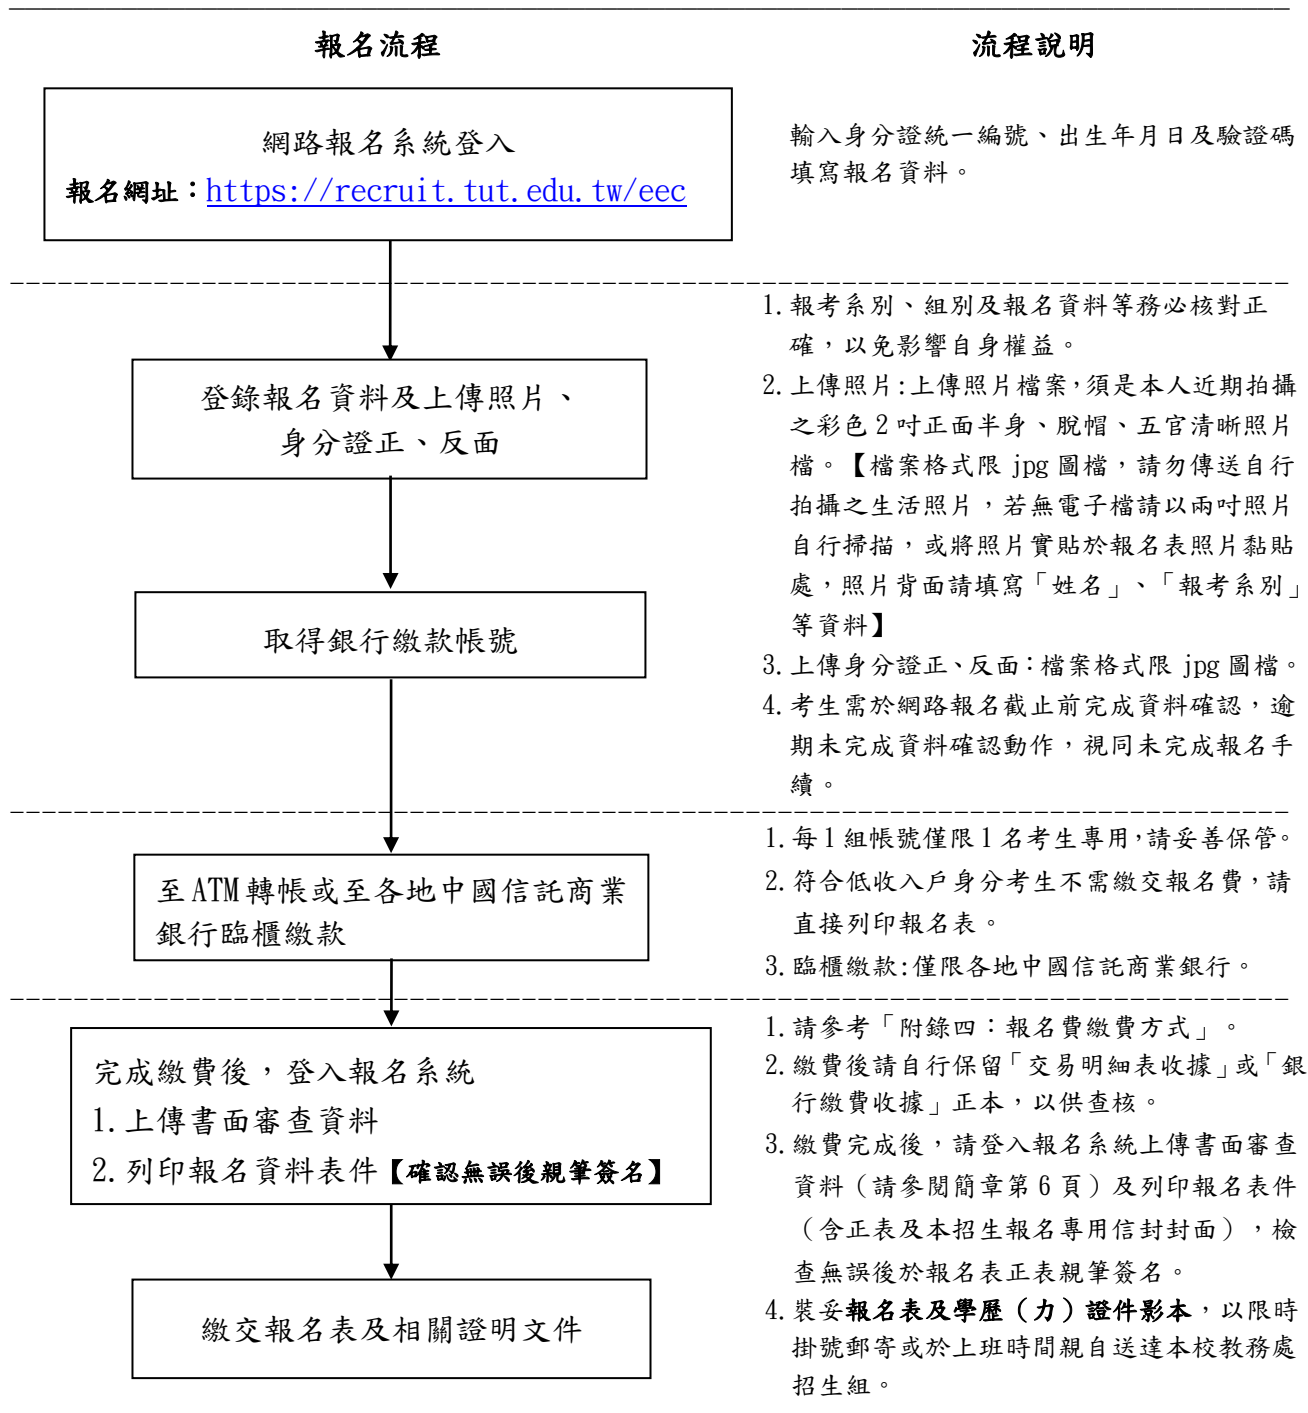 報名流程
流程說明
網路報名系統登入
報名網址：https://recruit.tut.edu.tw/eec
輸入身分證統一編號、出生年月日及驗證碼
填寫報名資料。
登錄報名資料及上傳照片、
身分證正、反面
取得銀行繳款帳號
1.報考系別、組別及報名資料等務必核對正
確，以免影響自身權益。
2.上傳照片:上傳照片檔案，須是本人近期拍攝
之彩色2吋正面半身、脫帽、五官清晰照片
檔。【檔案格式限 jpg 圖檔，請勿傳送自行
拍攝之生活照片，若無電子檔請以兩吋照片
自行掃描，或將照片實貼於報名表照片黏貼
處，照片背面請填寫「姓名」、「報考系別」
等資料】
3.上傳身分證正、反面：檔案格式限 jpg 圖檔。
4.考生需於網路報名截止前完成資料確認，逾
期未完成資料確認動作，視同未完成報名手
續。
至ATM轉帳或至各地中國信託商業
銀行臨櫃繳款
1.每1組帳號僅限1名考生專用，請妥善保管。
2.符合低收入戶身分考生不需繳交報名費，請
直接列印報名表。
3.臨櫃繳款:僅限各地中國信託商業銀行。
完成繳費後，登入報名系統
1.上傳書面審查資料
2.列印報名資料表件【確認無誤後親筆簽名】
繳交報名表及相關證明文件
1.請參考「附錄四：報名費繳費方式」。
2.繳費後請自行保留「交易明細表收據」或「銀
行繳費收據」正本，以供查核。
3.繳費完成後，請登入報名系統上傳書面審查
資料（請參閱簡章第6頁）及列印報名表件
（含正表及本招生報名專用信封封面），檢
查無誤後於報名表正表親筆簽名。
4.裝妥報名表及學歷（力）證件影本，以限時
掛號郵寄或於上班時間親自送達本校教務處
招生組。